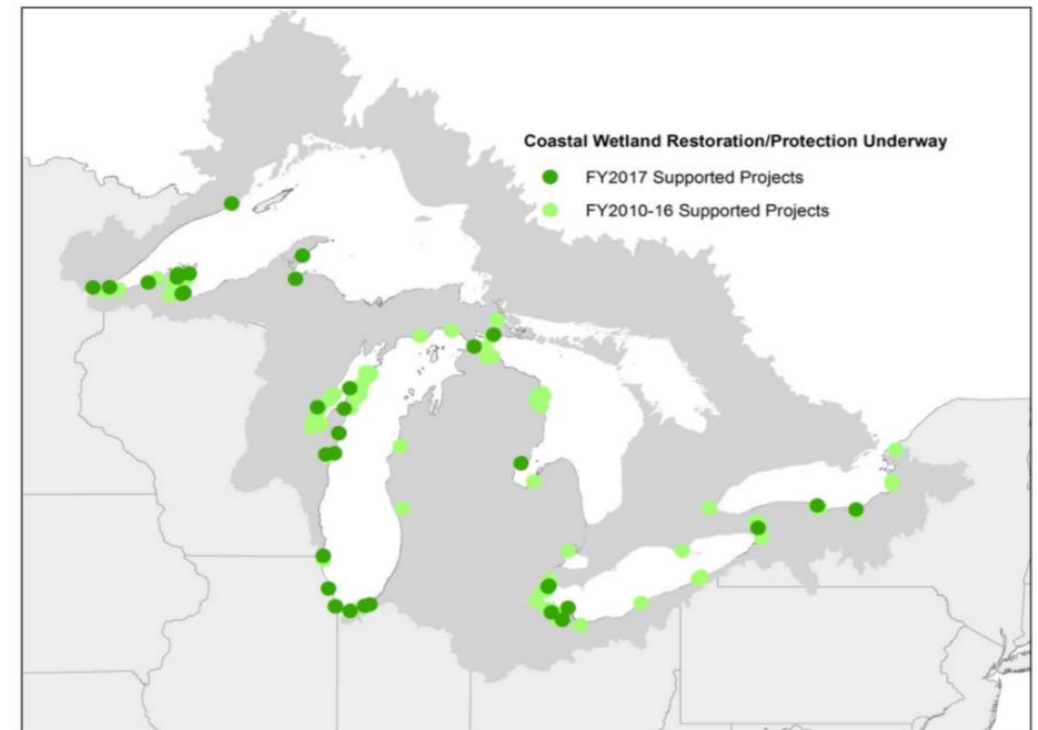 Coastal Wetland Restoration/Protection Underway
FY2017 Supported Projects
FY2010-16 Supported Projects